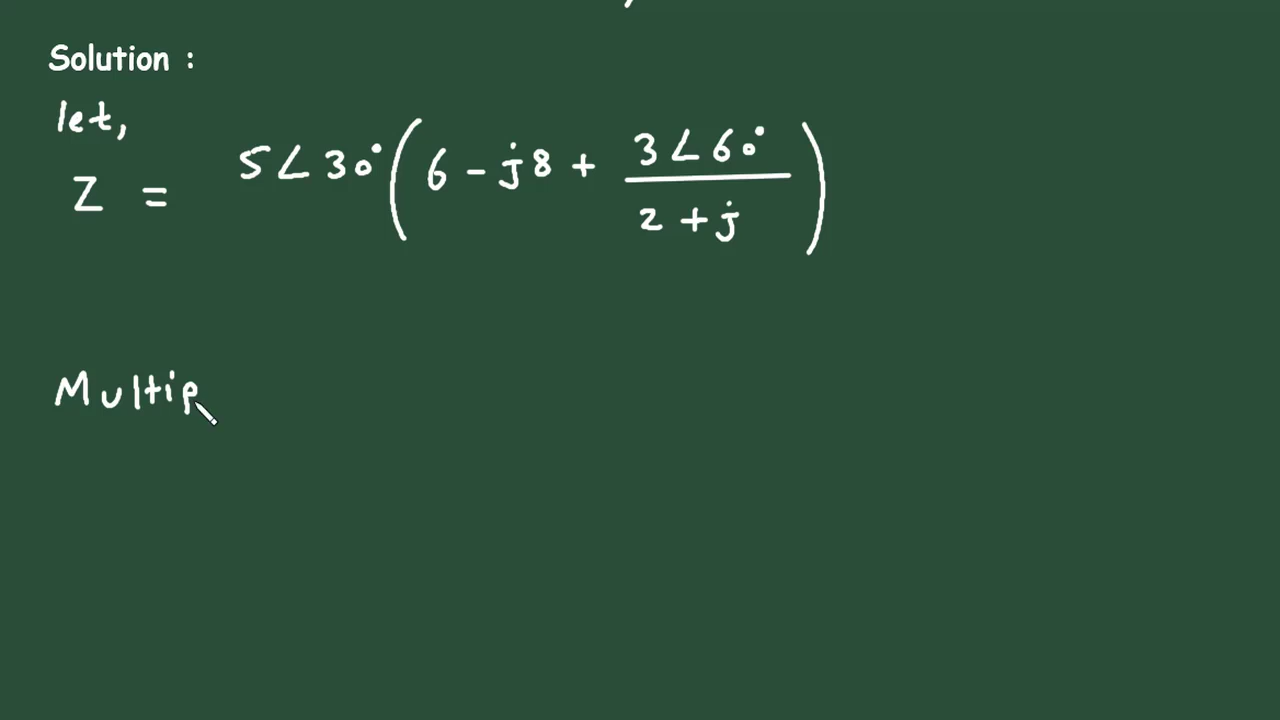 Solution :
let,
Z = 5∠30° ( 6 - j8 + 3∠60° / 2 + j )
Multip